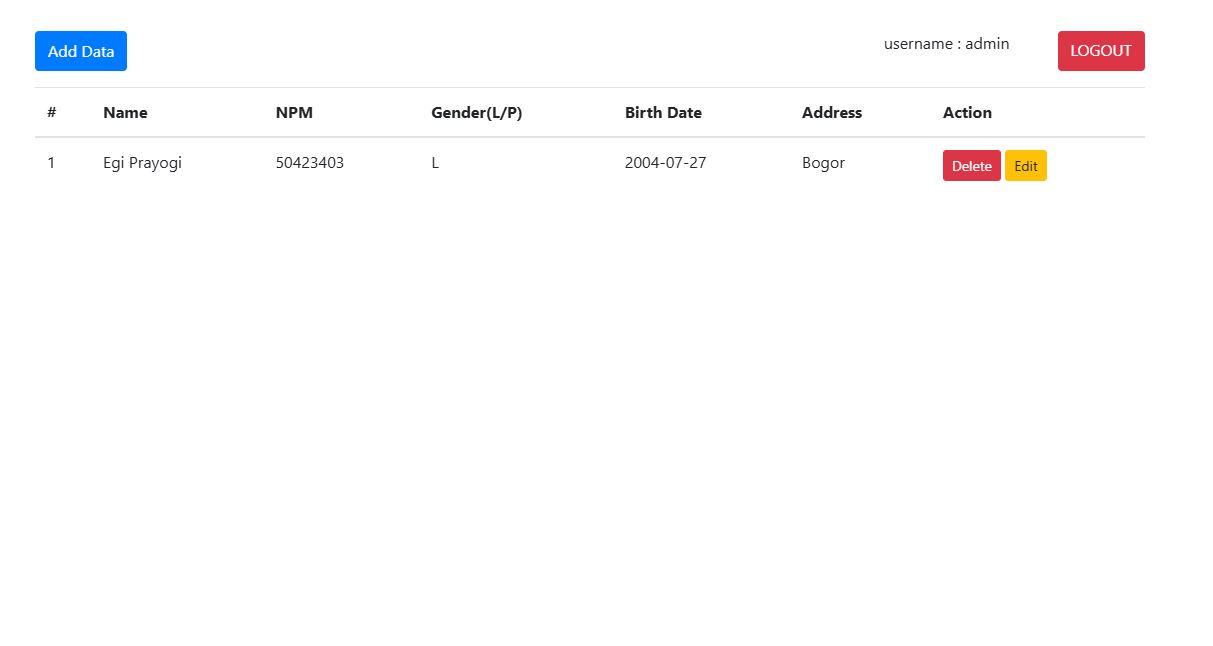 Add Data username : admin LOGOUT
# Name NPM Gender(L/P) Birth Date Address Action
1 Egi Prayogi 50423403 L 2004-07-27 Bogor Delete Edit